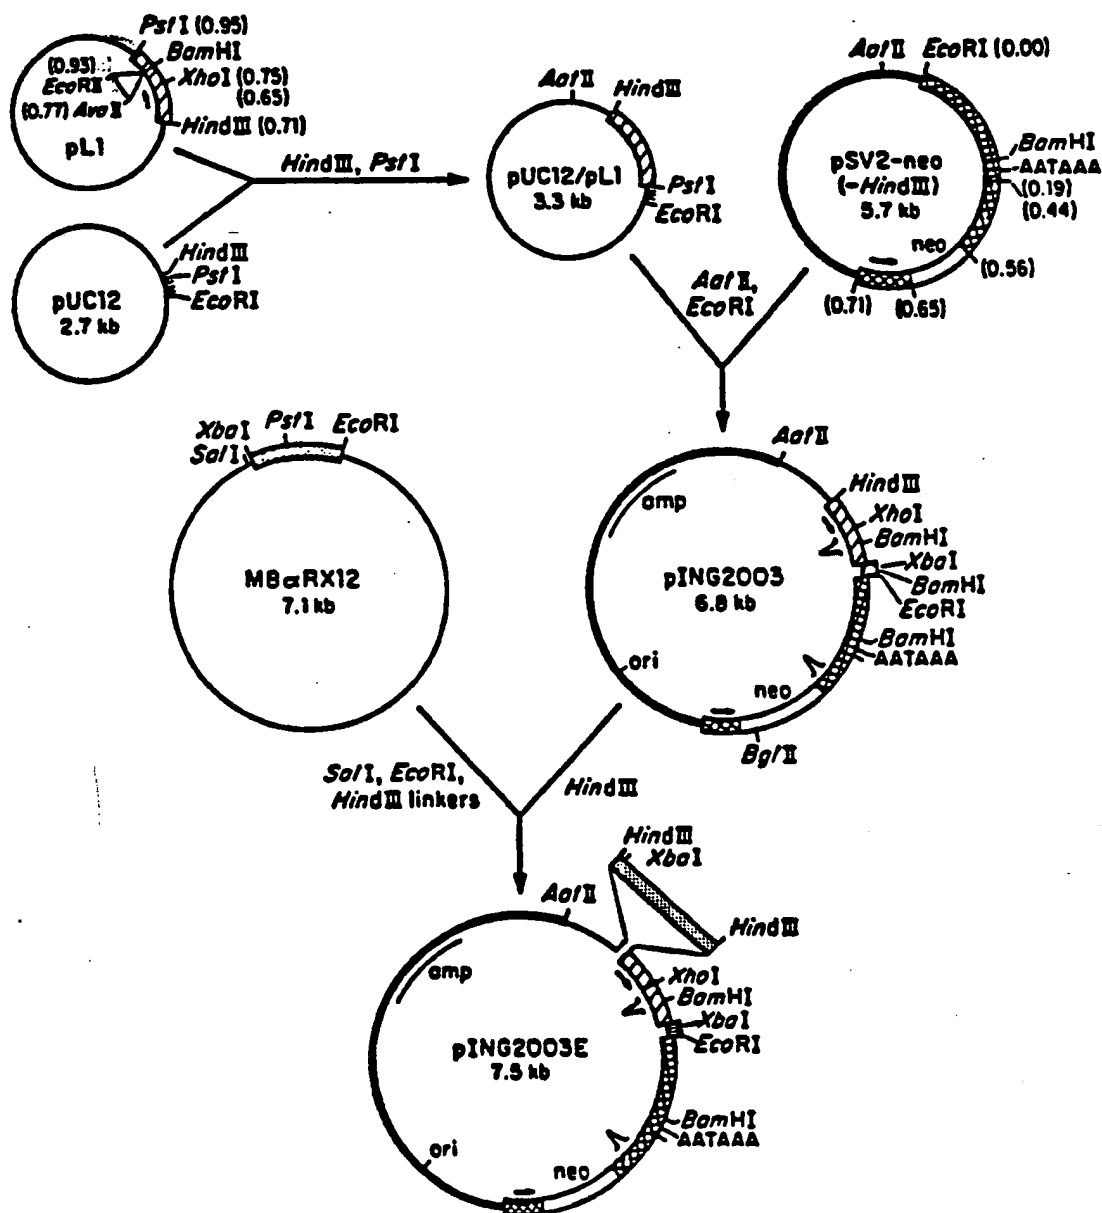 PstI (0.95)
BamHI
XhoI (0.75)
(0.65)
(0.93)
EcoRII
(0.77) AvaII
HindIII (0.71)
pL1
HindIII, PstI
HindIII
PstI
EcoRI
pUC12
2.7 kb
AatII
HindIII
pUC12/pL1
3.3 kb
PstI
EcoRI
AatII
EcoRI (0.00)
pSV2-neo
(-HindIII)
5.7 kb
BamHI
AATAAA
(0.19)
(0.44)
neo
(0.56)
(0.71)
(0.65)
AatII,
EcoRI
XbaI
SalI
PstI
EcoRI
MBαRX12
7.1 kb
AatII
HindIII
XhoI
BamHI
XbaI
BamHI
EcoRI
BamHI
AATAAA
amp
pING2003
6.8 kb
ori
neo
BglII
SalI, EcoRI,
HindIII linkers
HindIII
HindIII
XbaI
HindIII
AatII
XhoI
BamHI
XbaI
EcoRI
amp
pING2003E
7.5 kb
BamHI
AATAAA
ori
neo